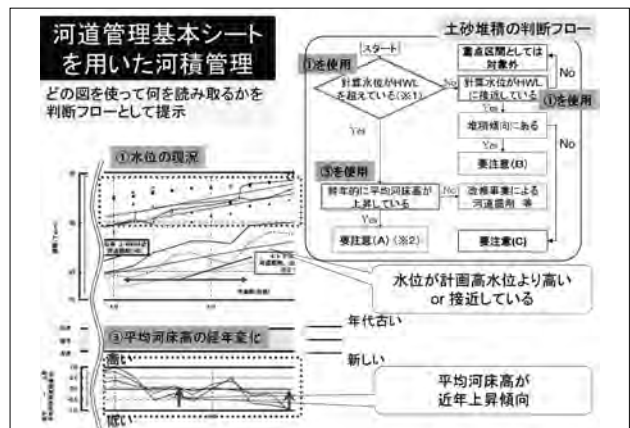 河道管理基本シート
を用いた河積管理
どの図を使って何を読み取るかを
判断フローとして提示
土砂堆積の判断フロー
スタート
①を使用
計算水位がHWL
を超えている(※1)
No
重点区間としては
対象外
計算水位がHWL
に接近している
No
①を使用
Yes
堆積傾向にある
No
Yes
要注意(B)
Yes
③を使用
経年的に平均河床高が
上昇している
No
改修事業による
河道掘削 等
Yes
要注意(A) (※2)
要注意(C)
①水位の現況
水位が計画高水位より高い
or 接近している
年代古い
新しい
③平均河床高の経年変化
高い
低い
平均河床高が
近年上昇傾向